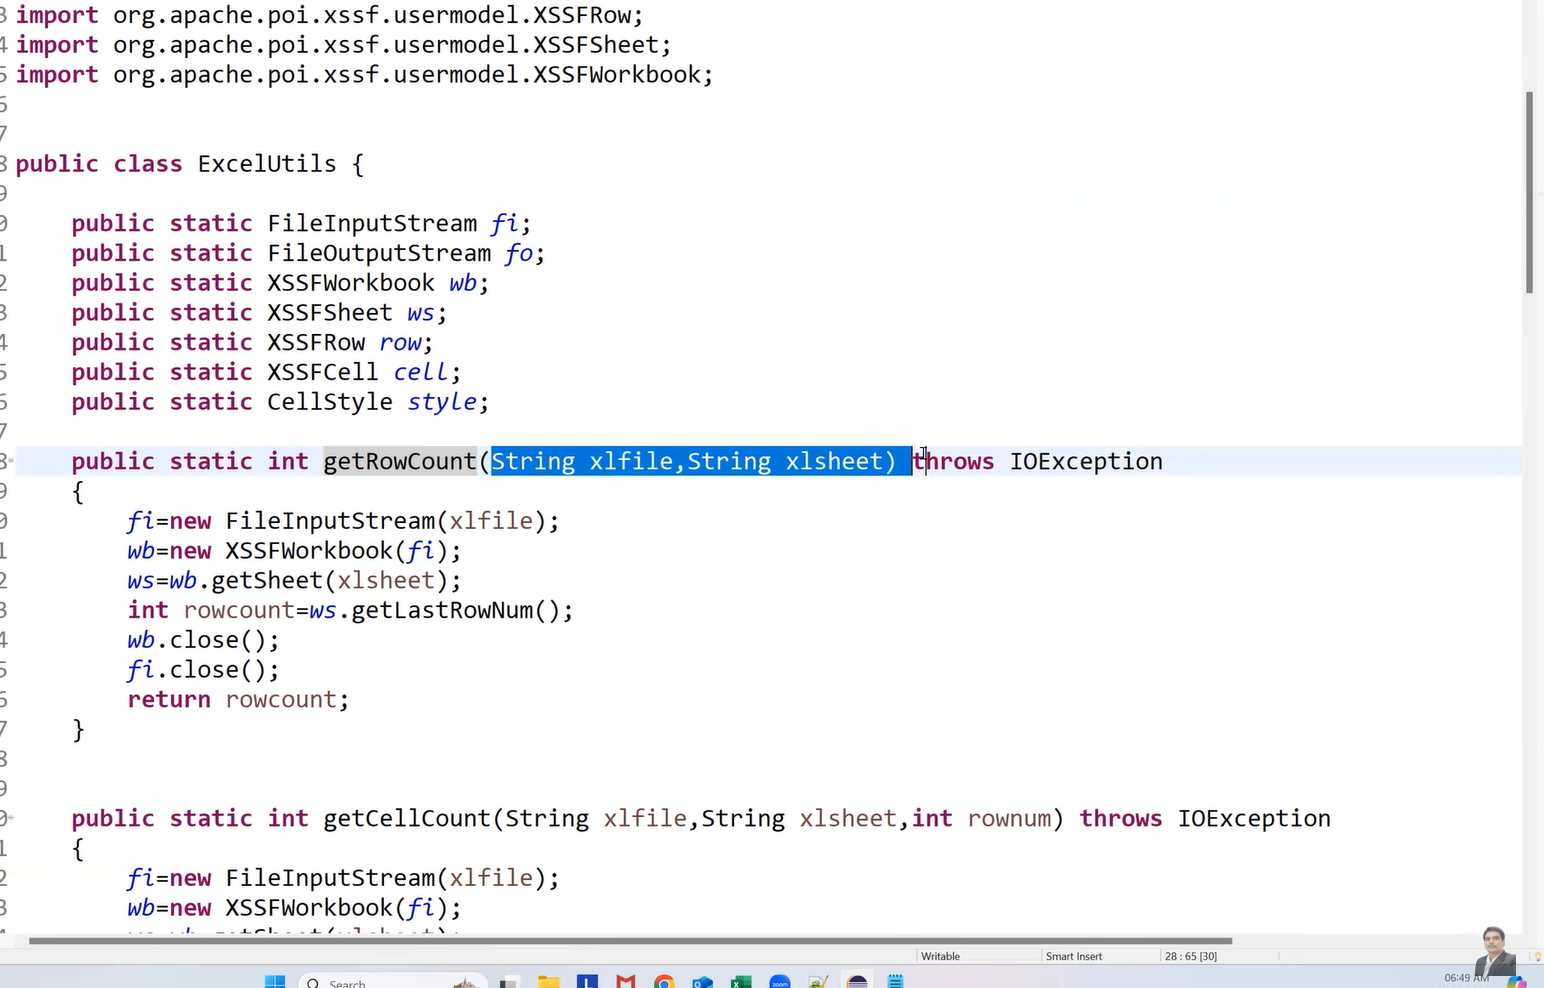 3 import org.apache.poi.xssf.usermodel.XSSFRow;
4 import org.apache.poi.xssf.usermodel.XSSFSheet;
5 import org.apache.poi.xssf.usermodel.XSSFWorkbook;
6
7
8 public class ExcelUtils {
9
0 public static FileInputStream fi;
1 public static FileOutputStream fo;
2 public static XSSFWorkbook wb;
3 public static XSSFSheet ws;
4 public static XSSFRow row;
5 public static XSSFCell cell;
6 public static CellStyle style;
7
8 public static int getRowCount(String xlfile,String xlsheet) throws IOException
9 {
0 fi=new FileInputStream(xlfile);
1 wb=new XSSFWorkbook(fi);
2 ws=wb.getSheet(xlsheet);
3 int rowcount=ws.getLastRowNum();
4 wb.close();
5 fi.close();
6 return rowcount;
7 }
8
9
0 public static int getCellCount(String xlfile,String xlsheet,int rownum) throws IOException
1 {
2 fi=new FileInputStream(xlfile);
3 wb=new XSSFWorkbook(fi);
Writable Smart Insert 28 : 65 [30]
Search zoom 06:49 AM